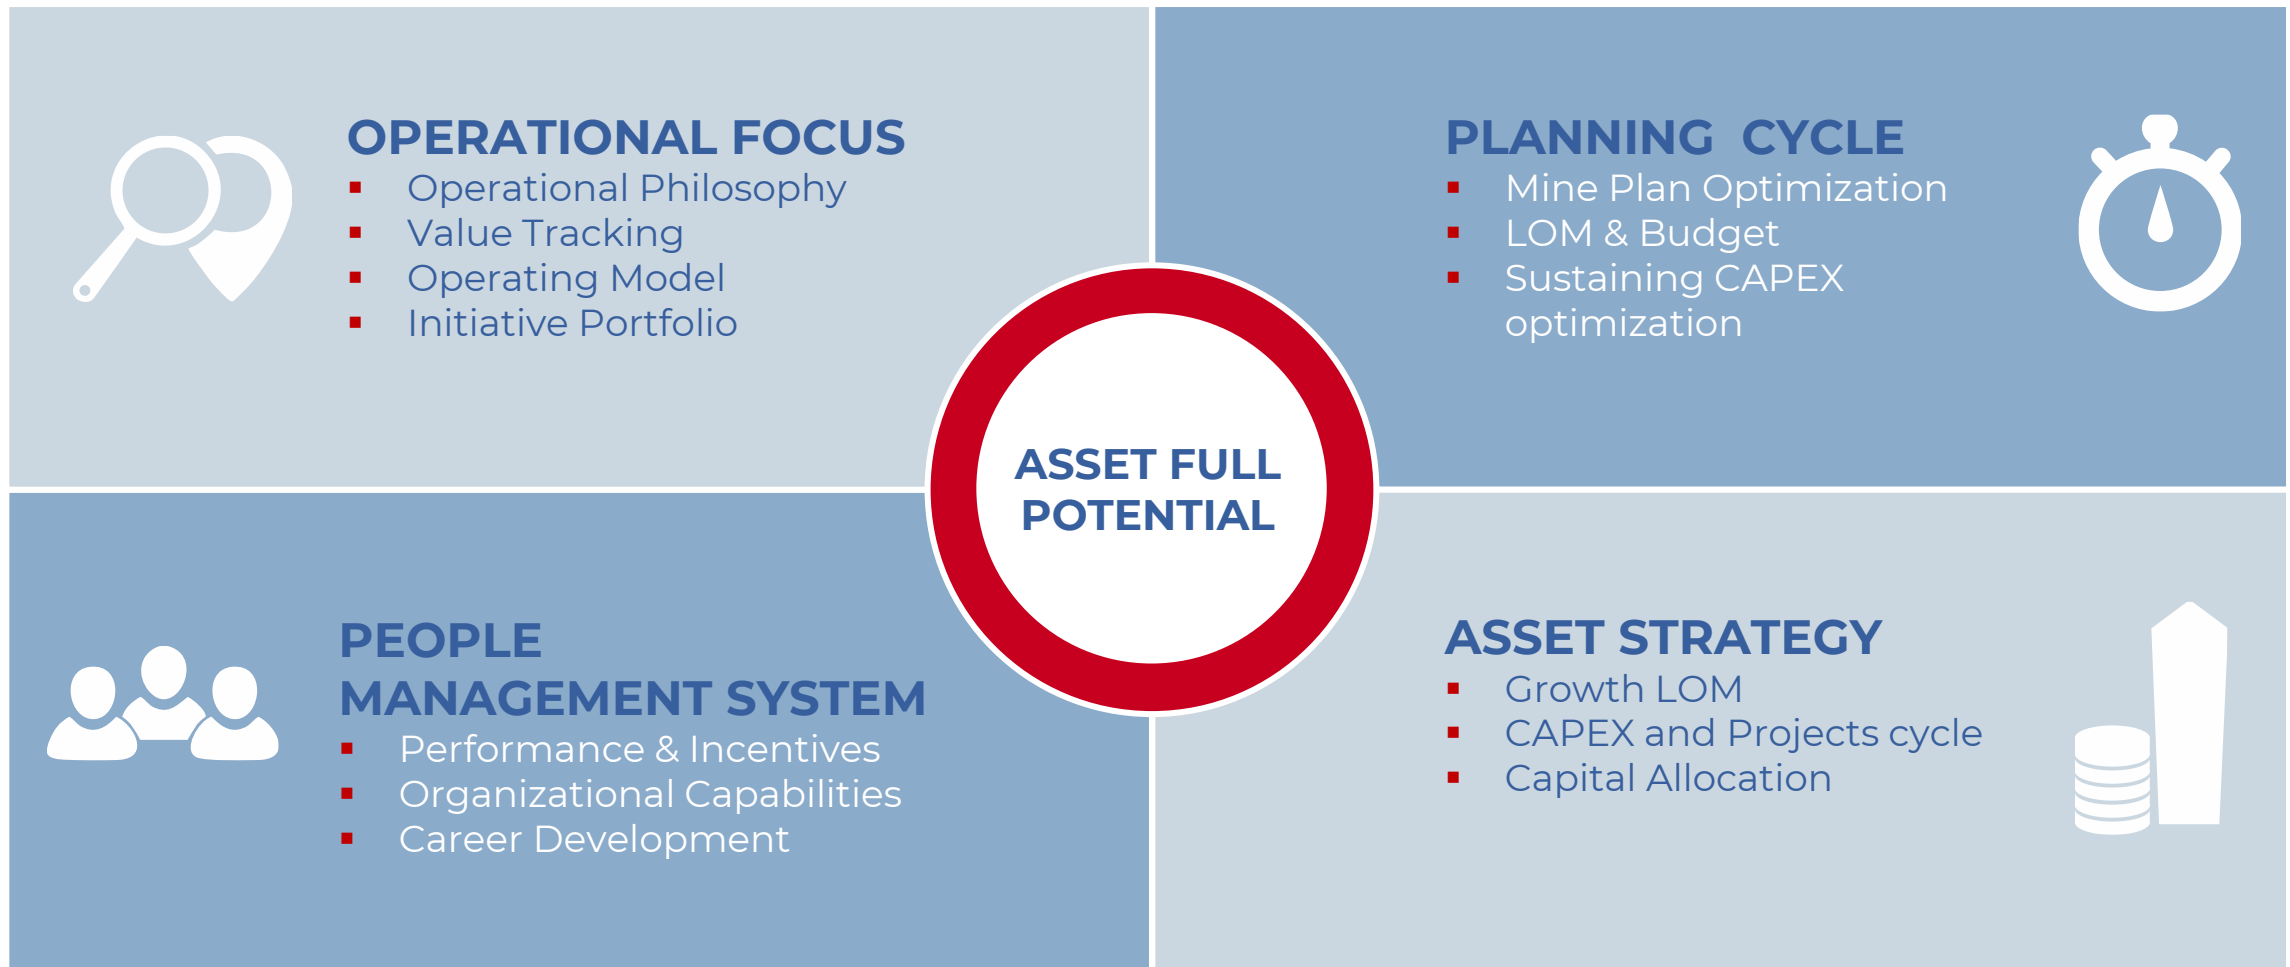 OPERATIONAL FOCUS
▪ Operational Philosophy
▪ Value Tracking
▪ Operating Model
▪ Initiative Portfolio
PLANNING CYCLE
▪ Mine Plan Optimization
▪ LOM & Budget
▪ Sustaining CAPEX
optimization
ASSET FULL
POTENTIAL
PEOPLE
MANAGEMENT SYSTEM
▪ Performance & Incentives
▪ Organizational Capabilities
▪ Career Development
ASSET STRATEGY
▪ Growth LOM
▪ CAPEX and Projects cycle
▪ Capital Allocation